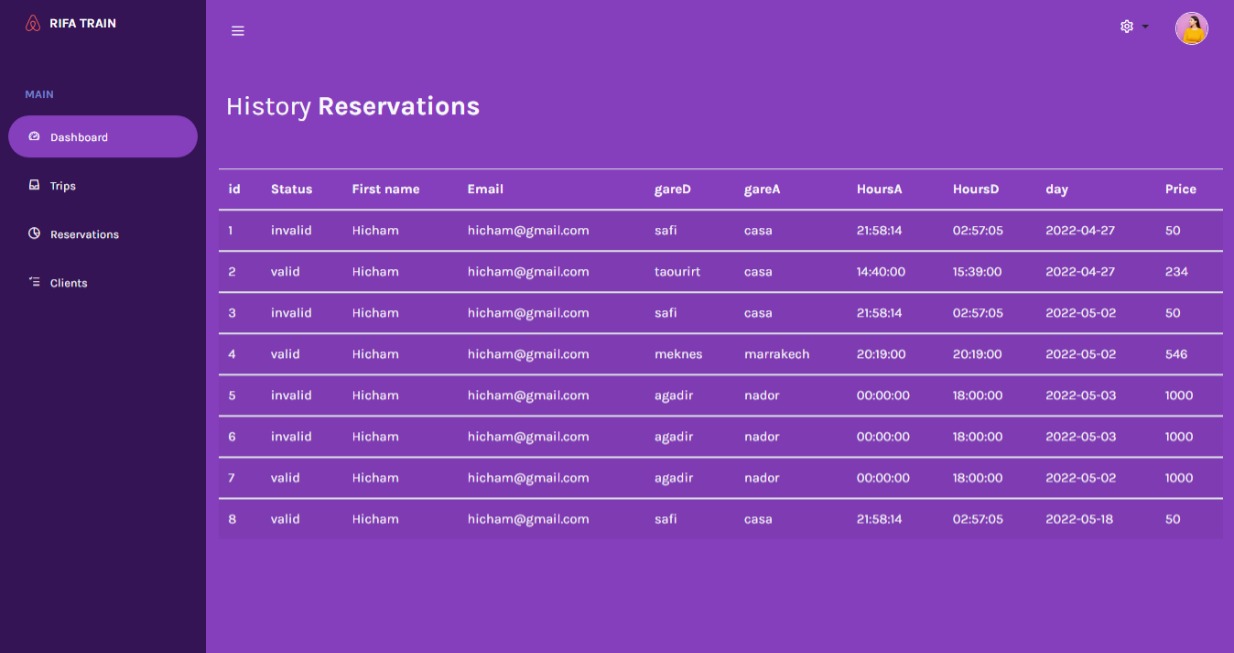 RIFA TRAIN
MAIN
Dashboard
Trips
Reservations
Clients
History Reservations
id Status First name Email gareD gareA HoursA HoursD day Price
1 invalid Hicham hicham@gmail.com safi casa 21:58:14 02:57:05 2022-04-27 50
2 valid Hicham hicham@gmail.com taourirt casa 14:40:00 15:39:00 2022-04-27 234
3 invalid Hicham hicham@gmail.com safi casa 21:58:14 02:57:05 2022-05-02 50
4 valid Hicham hicham@gmail.com meknes marrakech 20:19:00 20:19:00 2022-05-02 546
5 invalid Hicham hicham@gmail.com agadir nador 00:00:00 18:00:00 2022-05-03 1000
6 invalid Hicham hicham@gmail.com agadir nador 00:00:00 18:00:00 2022-05-03 1000
7 valid Hicham hicham@gmail.com agadir nador 00:00:00 18:00:00 2022-05-02 1000
8 valid Hicham hicham@gmail.com safi casa 21:58:14 02:57:05 2022-05-18 50